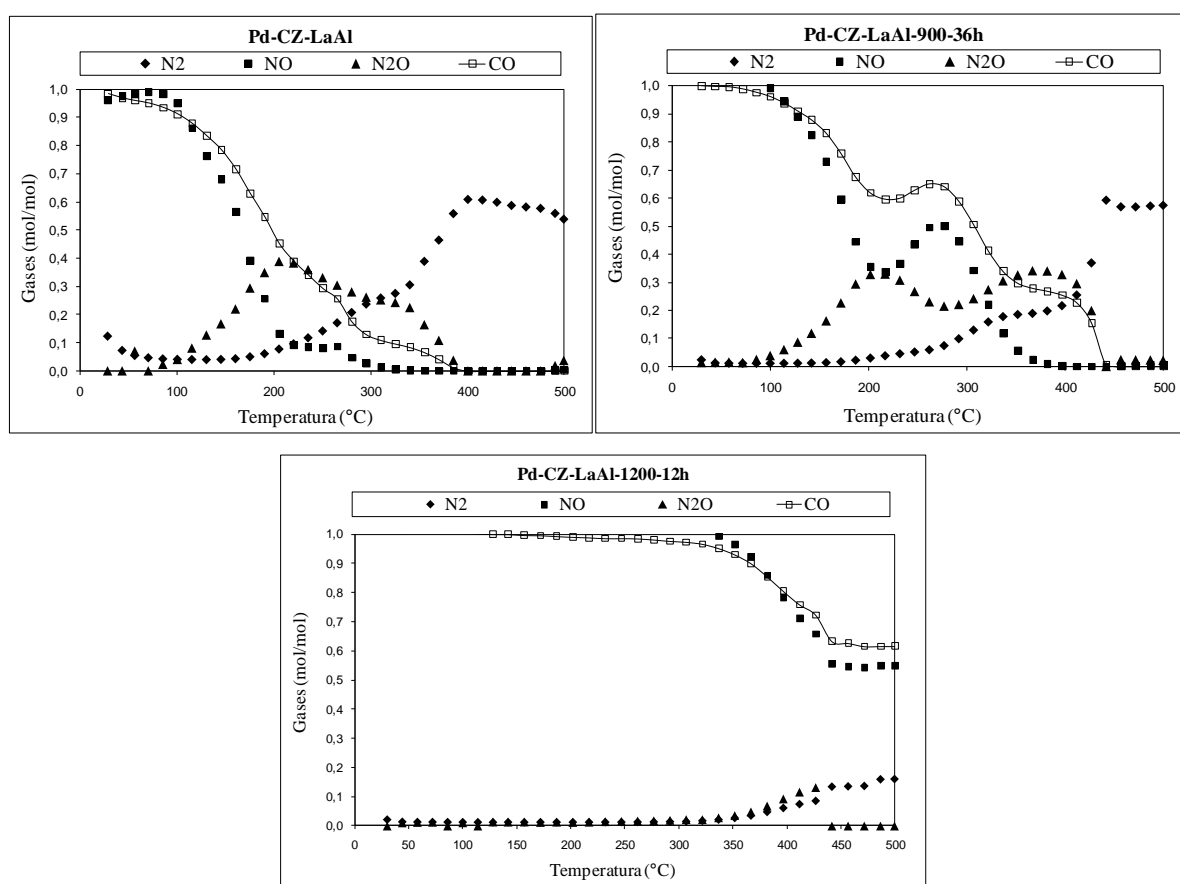 Pd-CZ-LaAl
N2 NO N2O CO
Gases (mol/mol)
1,0
0,9
0,8
0,7
0,6
0,5
0,4
0,3
0,2
0,1
0,0
0 100 200 300 400 500
Temperatura (°C)
Pd-CZ-LaAl-900-36h
N2 NO N2O CO
Gases (mol/mol)
1,0
0,9
0,8
0,7
0,6
0,5
0,4
0,3
0,2
0,1
0,0
0 100 200 300 400 500
Temperatura (°C)
Pd-CZ-LaAl-1200-12h
N2 NO N2O CO
Gases (mol/mol)
1,0
0,9
0,8
0,7
0,6
0,5
0,4
0,3
0,2
0,1
0,0
0 50 100 150 200 250 300 350 400 450 500
Temperatura (°C)